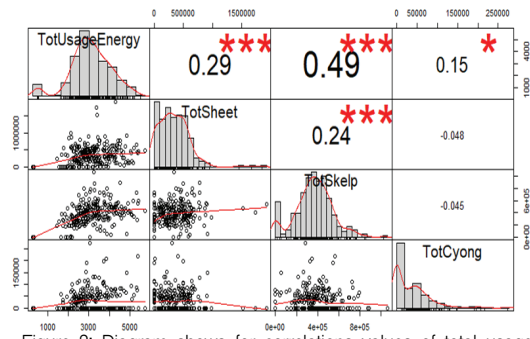 0 500000 1500000
0 50000 150000 250000
TotUsageEnergy
0.29
***
0.49
***
0.15
*
1000 4000
TotSheet
0.24
***
-0.048
0 1000000
TotSkelp
-0.045
0e+00 6e+05
TotCyong
0 150000
1000 3000 5000
0e+00 4e+05 8e+05
Figure 2: Diagram shows for correlations values of total usage